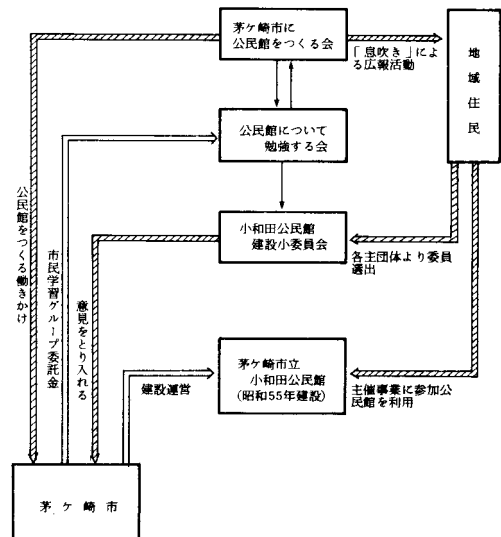 茅ケ崎市に
公民館をつくる会
「息吹き」によ
る広報活動
地域住民
公民館について
勉強する会
小和田公民館
建設小委員会
各主団体より委員
選出
公民館をつくる働きかけ
市民学習グループ委託金
意見をとり入れる
建設運営
茅ケ崎市立
小和田公民館
(昭和55年建設)
主催事業に参加公
民館を利用
茅ケ崎市